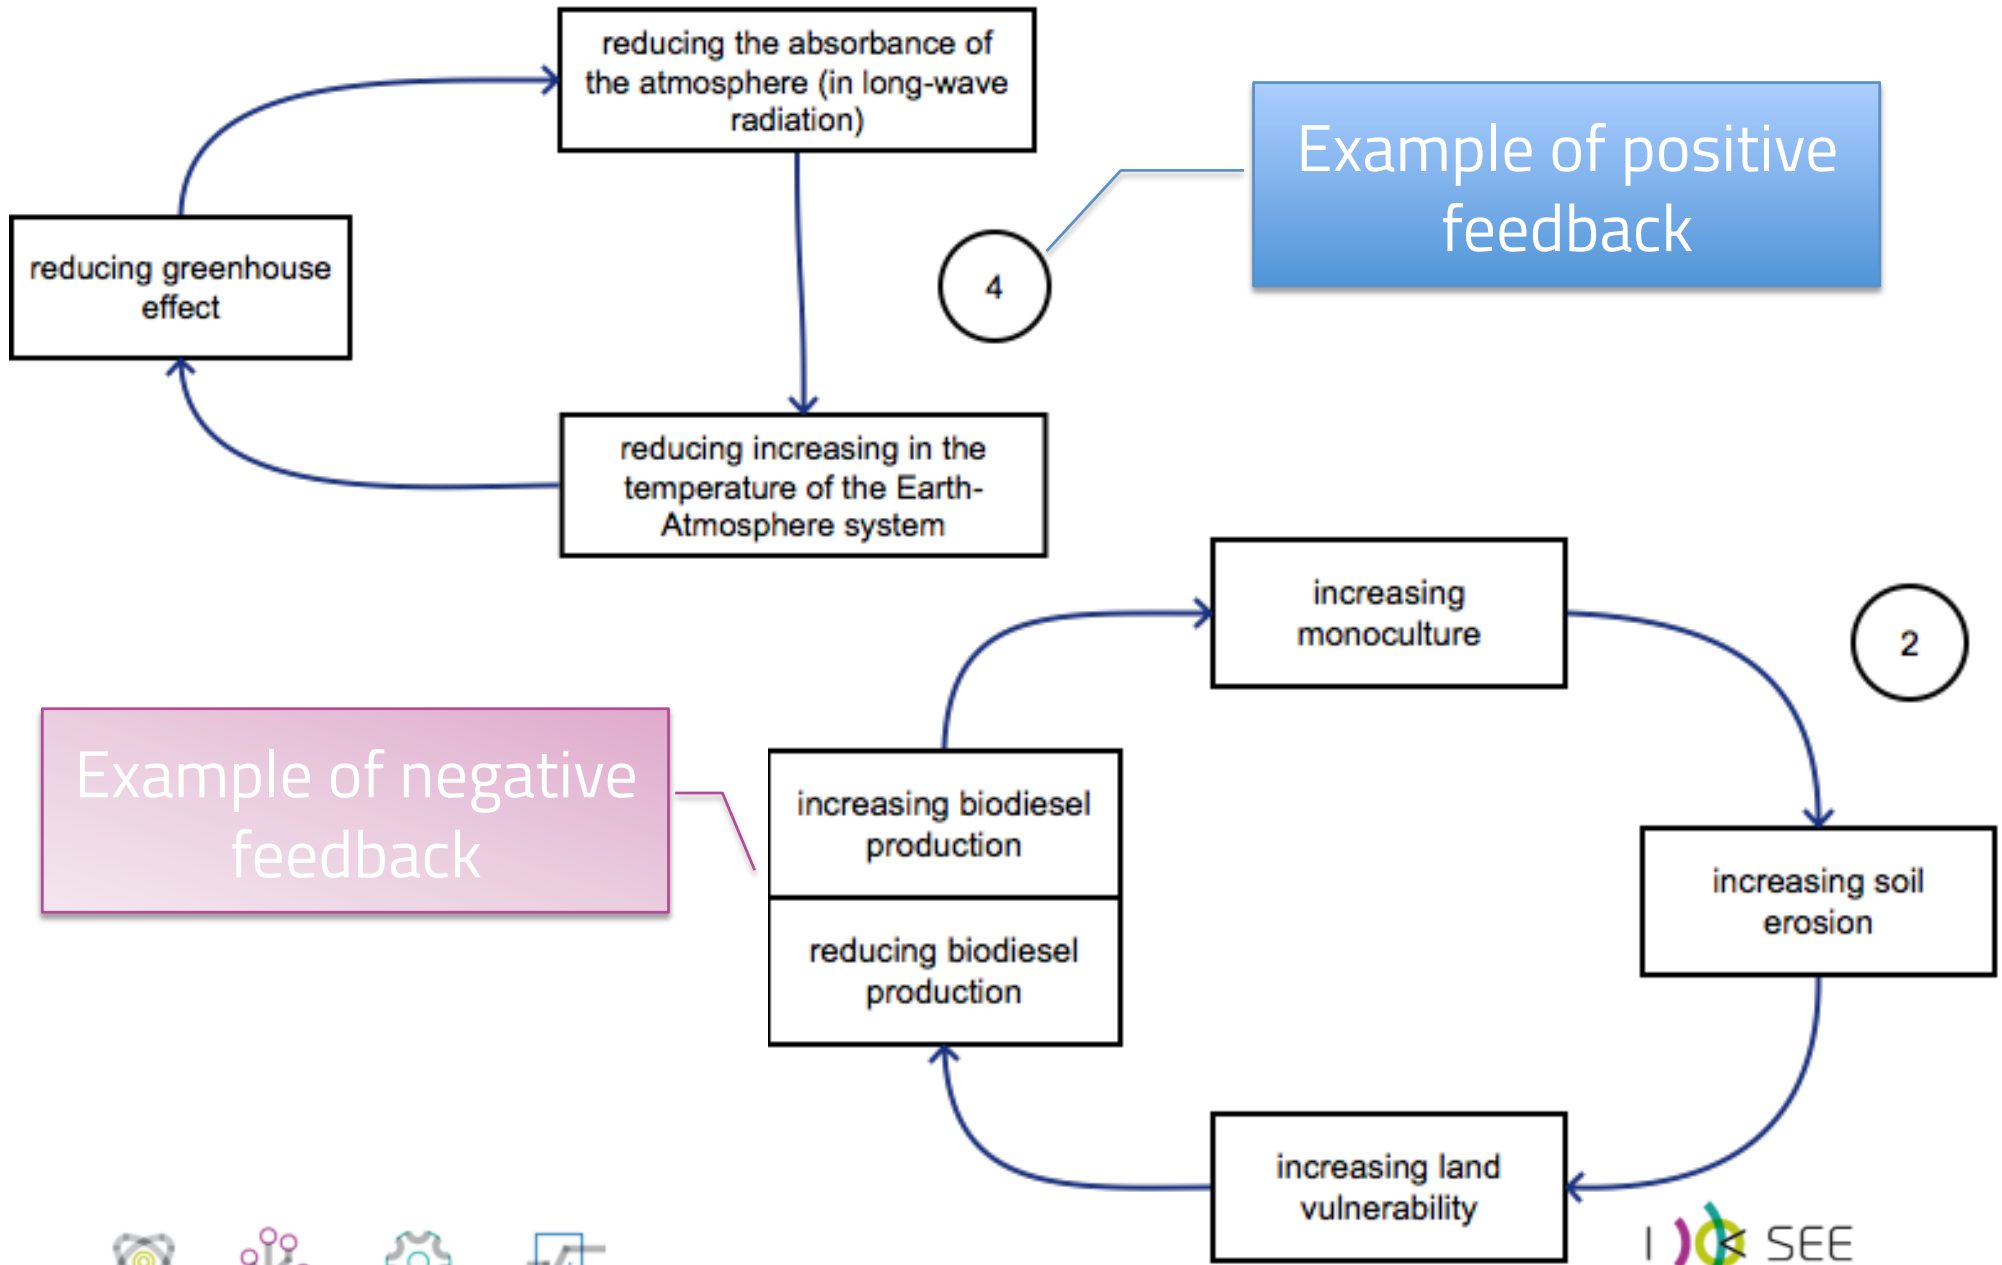 reducing the absorbance of
the atmosphere (in long-wave
radiation)
Example of positive
feedback
reducing greenhouse
effect
4
reducing increasing in the
temperature of the Earth-
Atmosphere system
increasing
monoculture
2
Example of negative
feedback
increasing biodiesel
production
increasing soil
erosion
reducing biodiesel
production
increasing land
vulnerability
I SEE